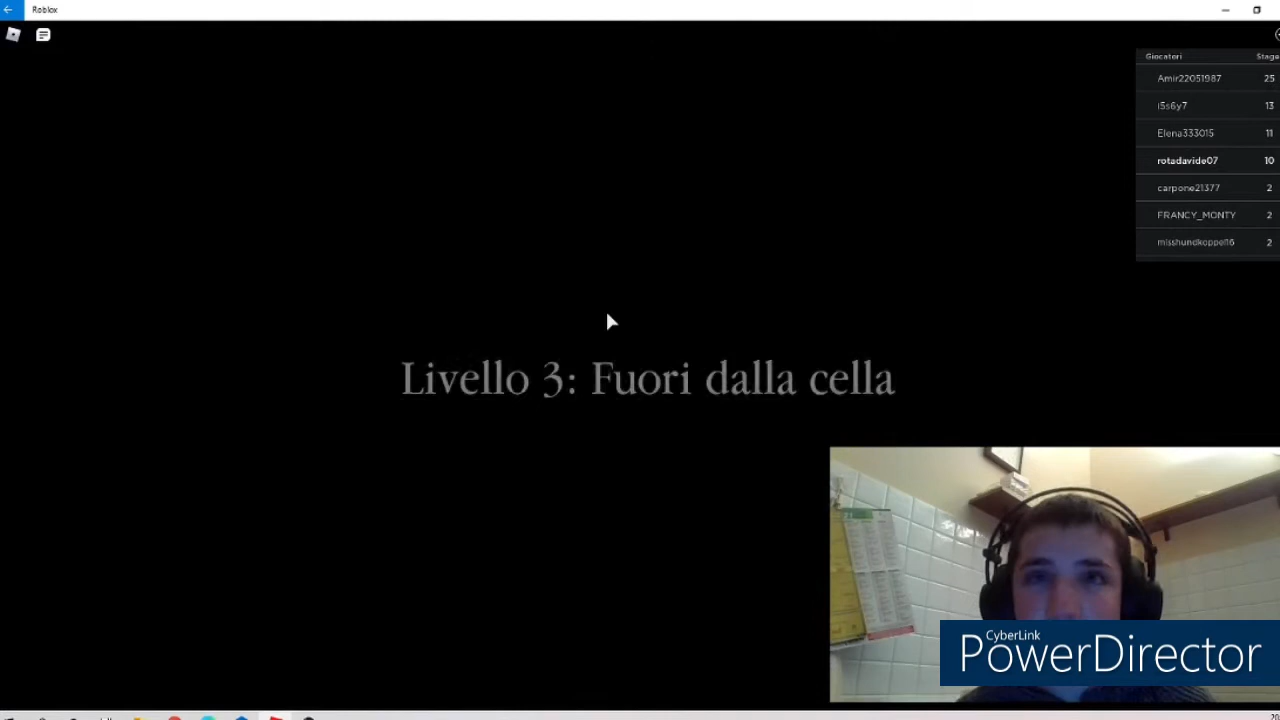 Roblox
Giocatori Stage
Amir22051987 25
i5s6y7 13
Elena333015 11
rotadavide07 10
carpone21377 2
FRANCY_MONTY 2
misshundkoppel16 2
Livello 3: Fuori dalla cella
CyberLink
PowerDirector